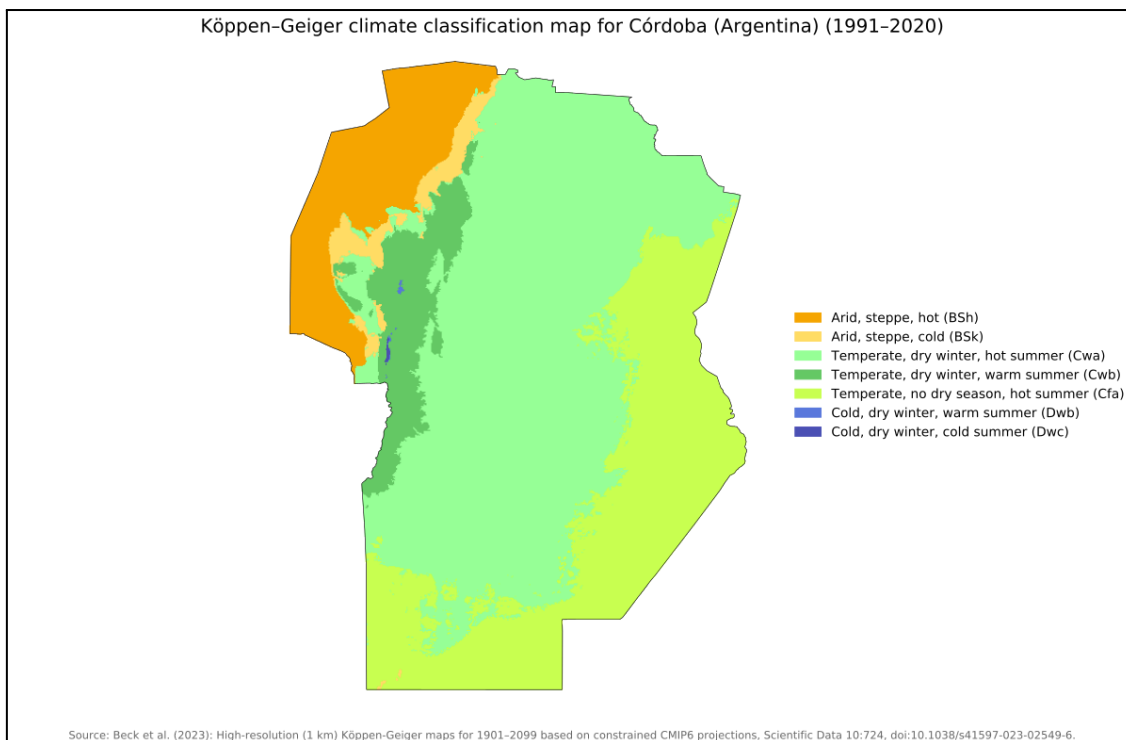 Köppen–Geiger climate classification map for Córdoba (Argentina) (1991–2020)
Arid, steppe, hot (BSh)
Arid, steppe, cold (BSk)
Temperate, dry winter, hot summer (Cwa)
Temperate, dry winter, warm summer (Cwb)
Temperate, no dry season, hot summer (Cfa)
Cold, dry winter, warm summer (Dwb)
Cold, dry winter, cold summer (Dwc)
Source: Beck et al. (2023): High-resolution (1 km) Köppen-Geiger maps for 1901–2099 based on constrained CMIP6 projections, Scientific Data 10:724, doi:10.1038/s41597-023-02549-6.